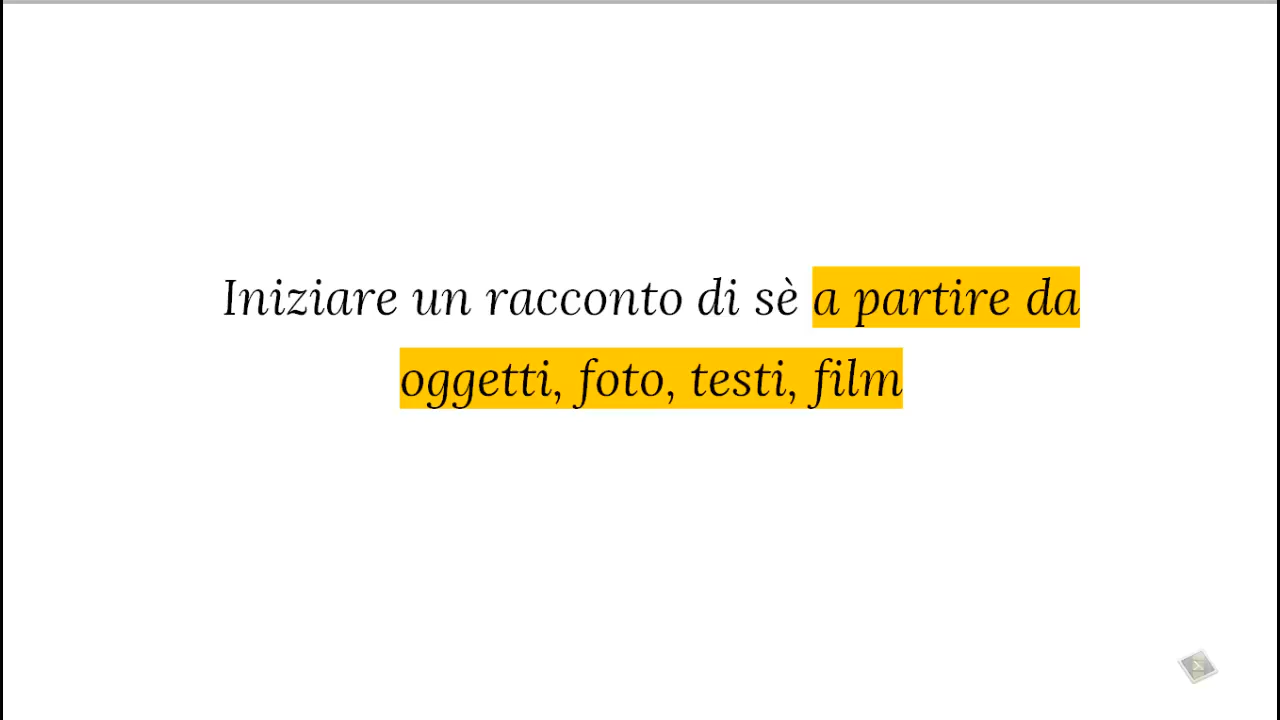 Iniziare un racconto di sè a partire da
oggetti, foto, testi, film